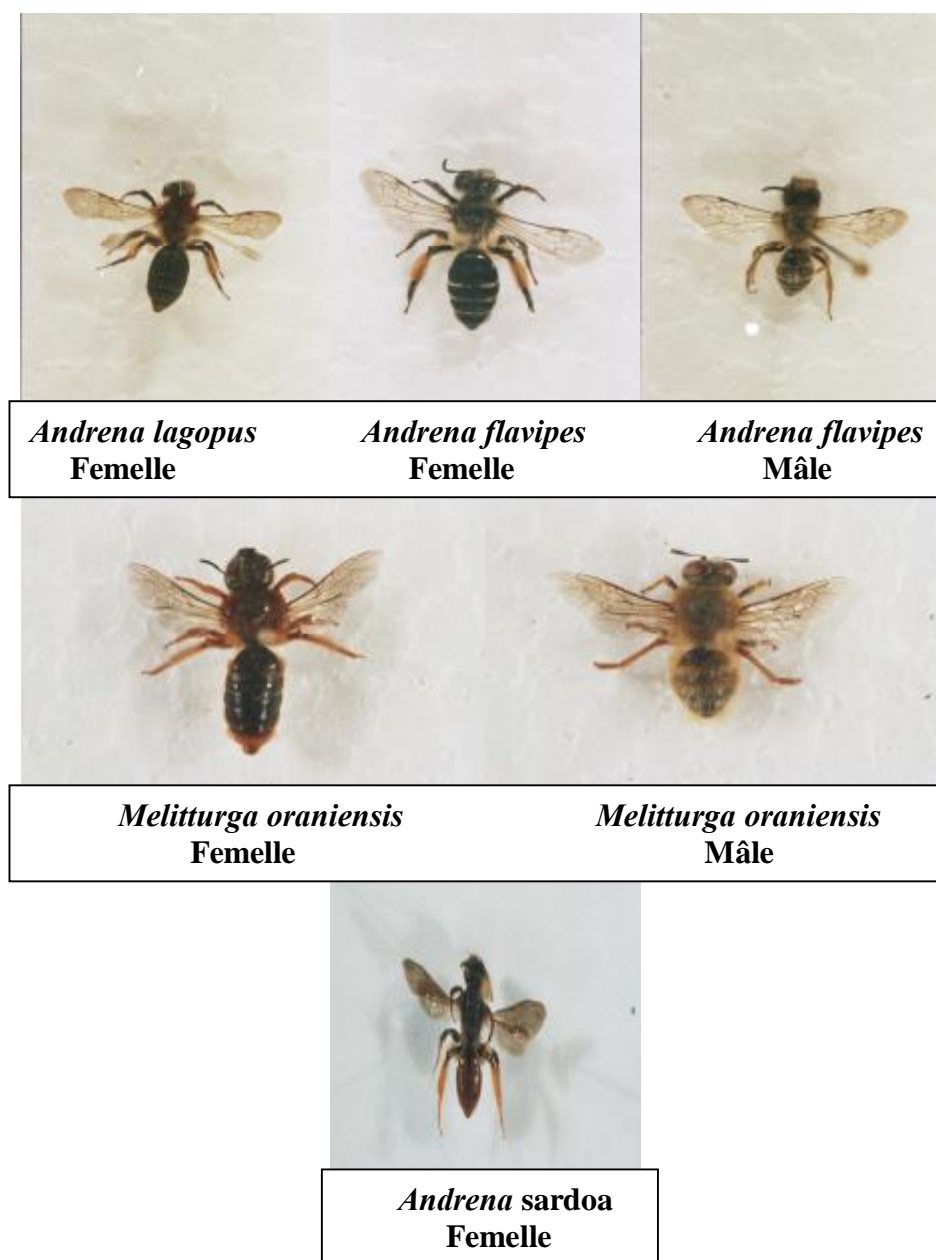 Andrena lagopus Andrena flavipes Andrena flavipes
Femelle Femelle Mâle
Melitturga oraniensis Melitturga oraniensis
Femelle Mâle
Andrena sardoa
Femelle